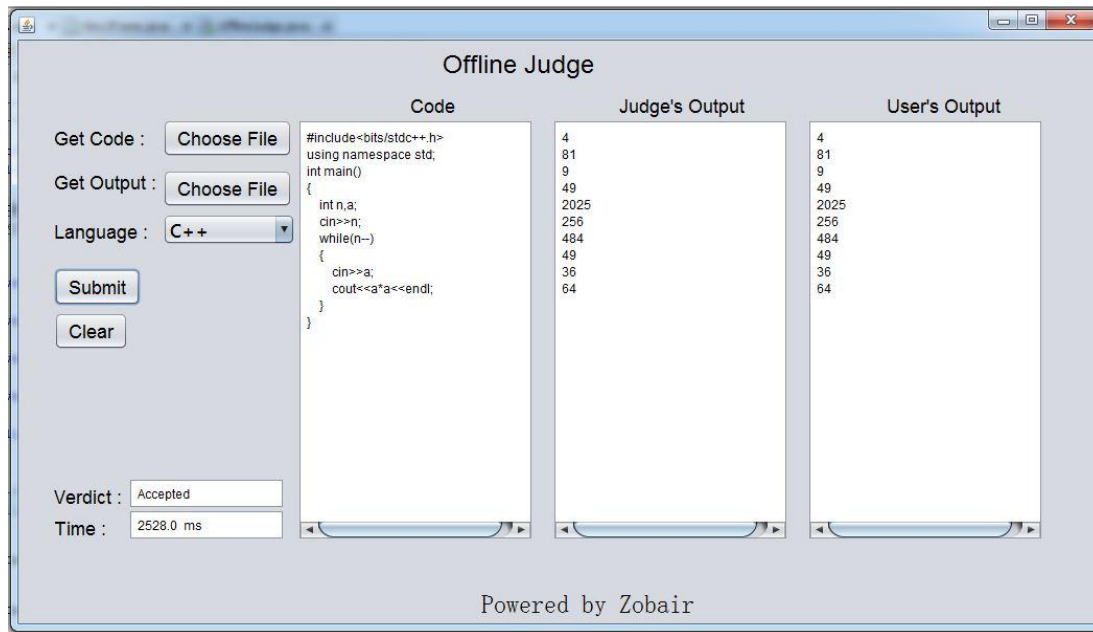 Offline Judge
Code
Judge's Output
User's Output
Get Code :
Choose File
Get Output :
Choose File
Language :
C++
Submit
Clear
#include<bits/stdc++.h>
using namespace std;
int main()
{
int n,a;
cin>>n;
while(n--)
{
cin>>a;
cout<<a*a<<endl;
}
}
4
81
9
49
2025
256
484
49
36
64
4
81
9
49
2025
256
484
49
36
64
Verdict :
Accepted
Time :
2528.0 ms
Powered by Zobair